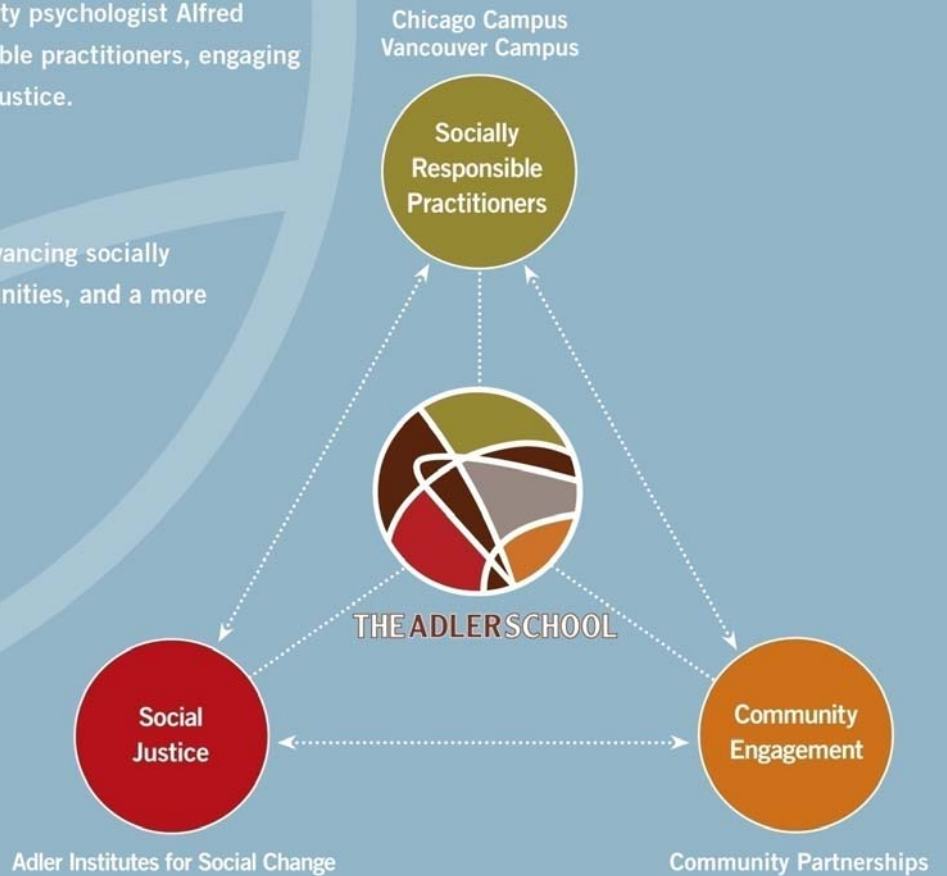 ty psychologist Alfred
ble practitioners, engaging
ustice.
vancing socially
nities, and a more
Chicago Campus
Vancouver Campus
Socially
Responsible
Practitioners
THE ADLER SCHOOL
Social
Justice
Community
Engagement
Adler Institutes for Social Change
Community Partnerships